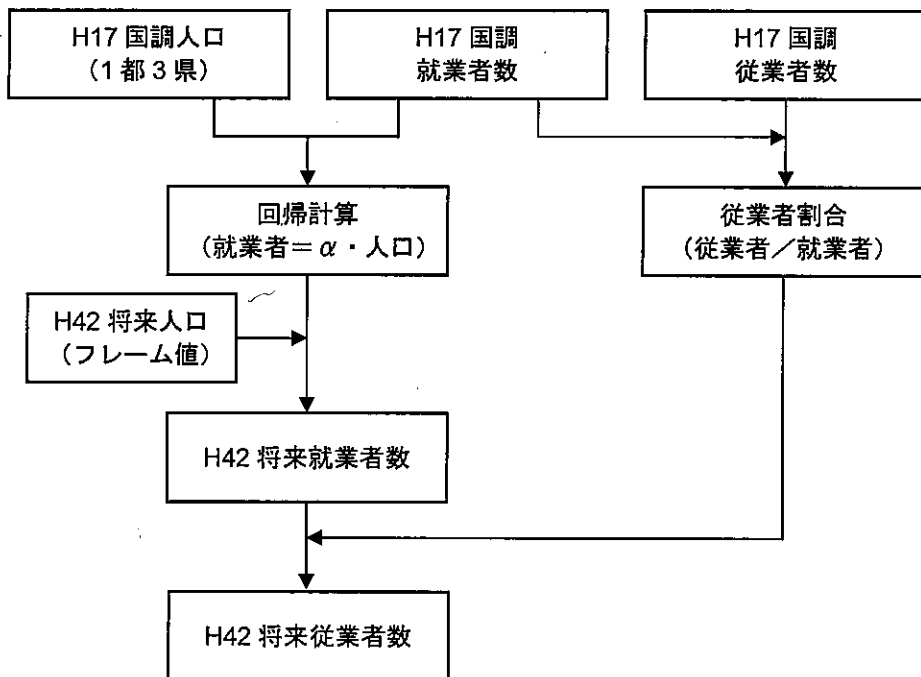 H17 国調人口
(1都3県)
H17 国調
就業者数
H17 国調
従業者数
回帰計算
(就業者=α・人口)
従業者割合
(従業者/就業者)
H42 将来人口
(フレーム値)
H42 将来就業者数
H42 将来従業者数